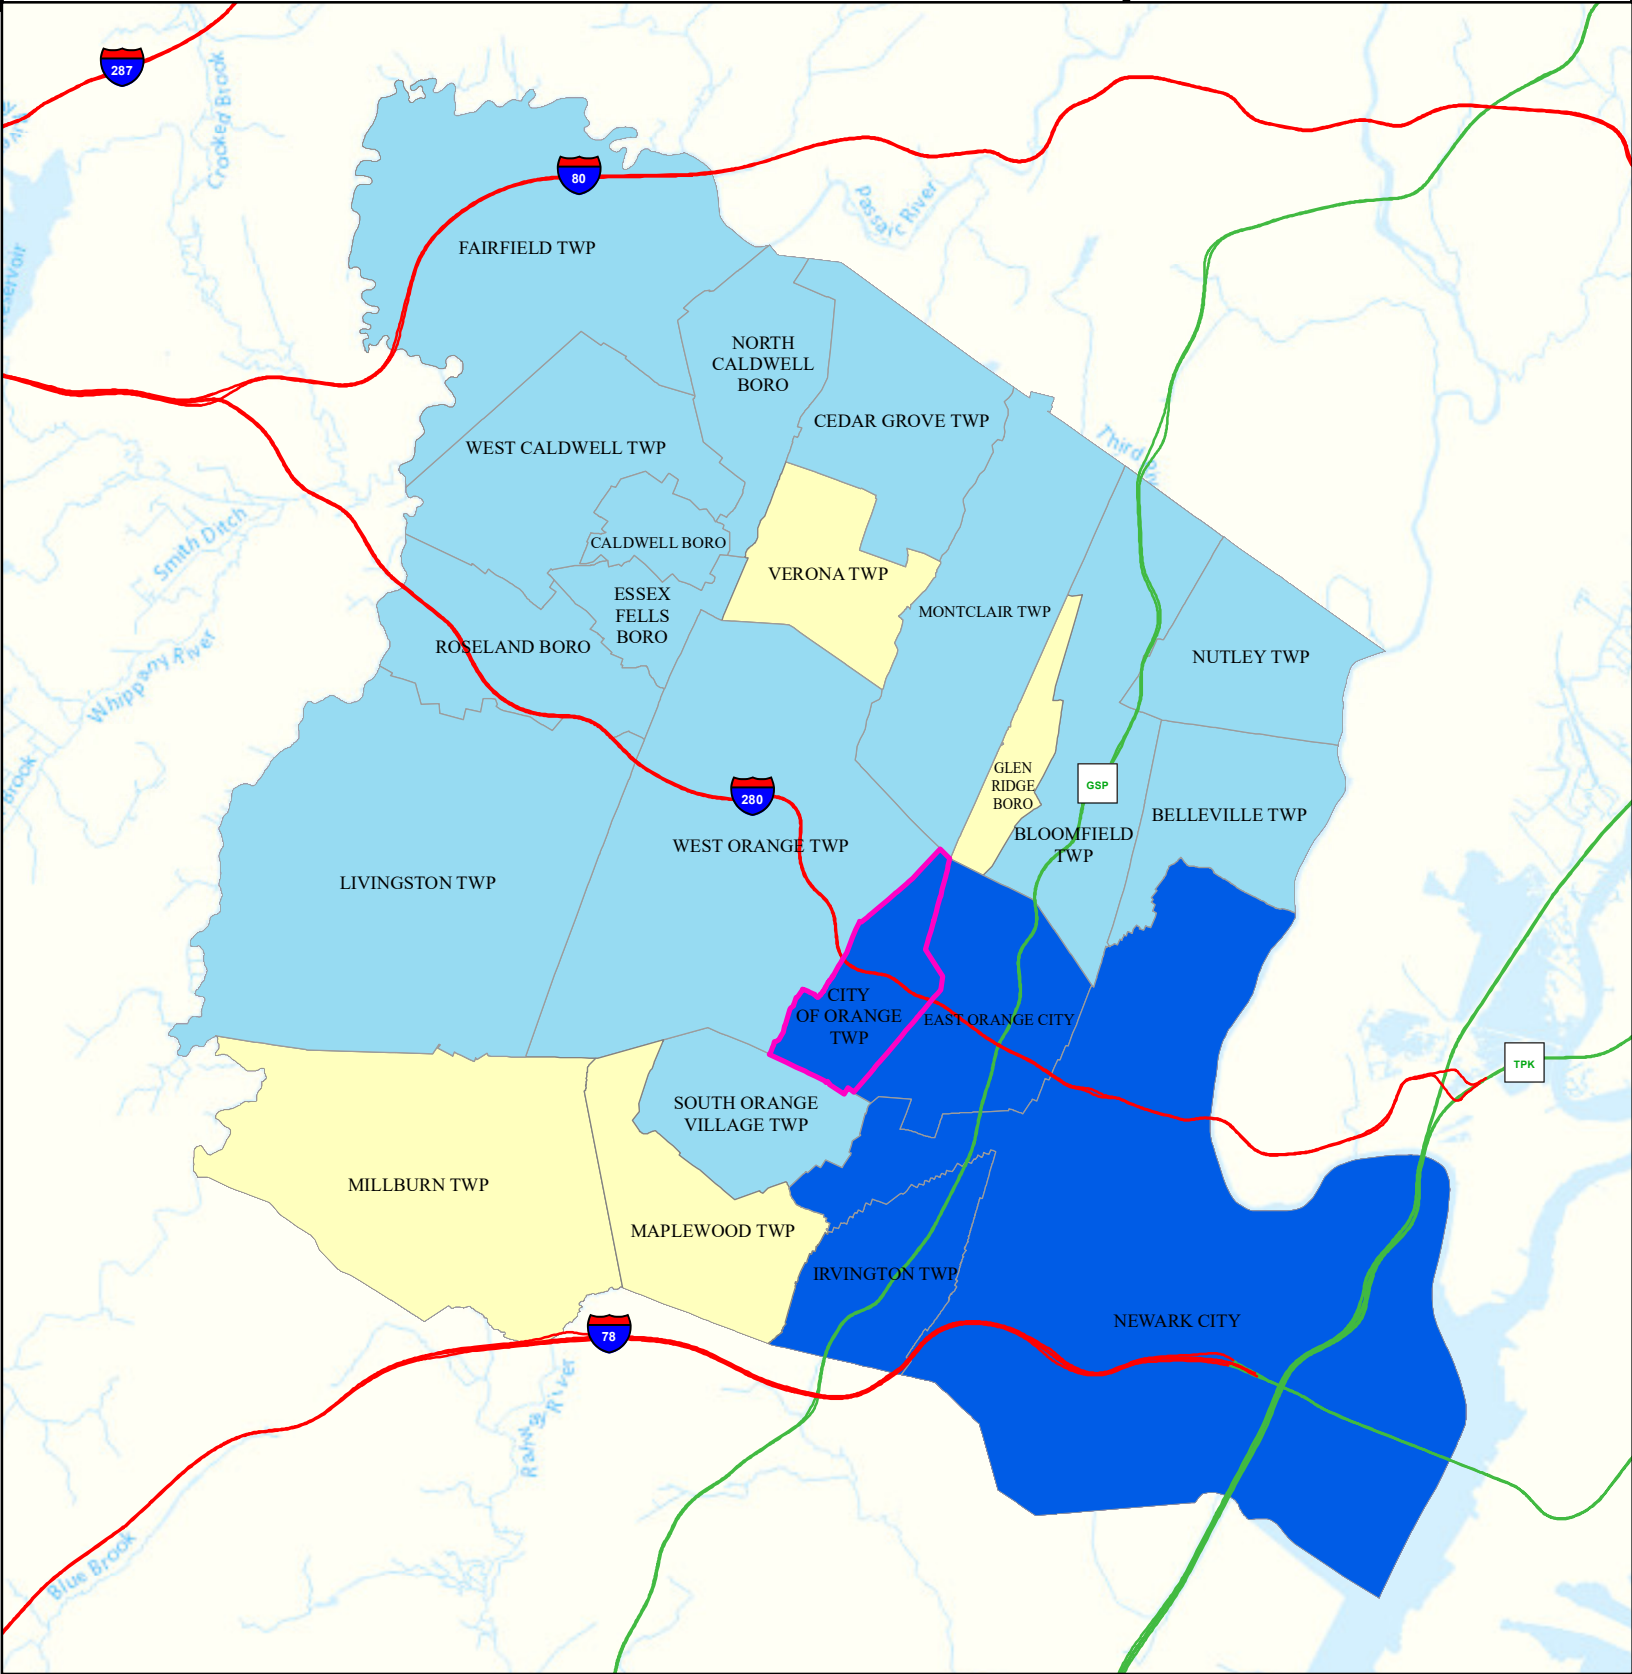 287
Crooked Brook
80
Passaic River
FAIRFIELD TWP
NORTH
CALDWELL
BORO
CEDAR GROVE TWP
WEST CALDWELL TWP
Smith Ditch
CALDWELL BORO
VERONA TWP
ESSEX
FELLS
BORO
MONTCLAIR TWP
ROSELAND BORO
NUTLEY TWP
Whippany River
Brook
GLEN
RIDGE
BORO
GSP
280
BELLEVILLE TWP
BLOOMFIELD
TWP
WEST ORANGE TWP
LIVINGSTON TWP
CITY
OF ORANGE
TWP
EAST ORANGE CITY
TPK
SOUTH ORANGE
VILLAGE TWP
MILLBURN TWP
MAPLEWOOD TWP
IRVINGTON TWP
NEWARK CITY
78
River
Blue Brook